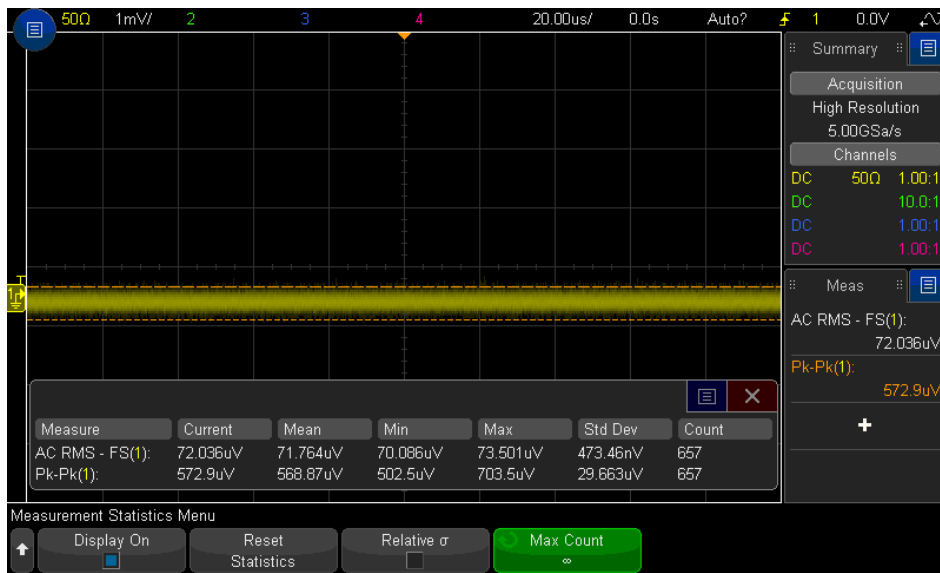 50Ω 1mV/ 2 3 4 20.00us/ 0.0s Auto? 1 0.0V
Summary
Acquisition
High Resolution
5.00GSa/s
Channels
DC 50Ω 1.00:1
DC 10.0:1
DC 1.00:1
DC 1.00:1
T
1
Meas
AC RMS - FS(1):
72.036uV
Pk-Pk(1):
572.9uV
+
Measure Current Mean Min Max Std Dev Count
AC RMS - FS(1): 72.036uV 71.764uV 70.086uV 73.501uV 473.46nV 657
Pk-Pk(1): 572.9uV 568.87uV 502.5uV 703.5uV 29.663uV 657
Measurement Statistics Menu
Display On Reset Statistics Relative σ Max Count
∞